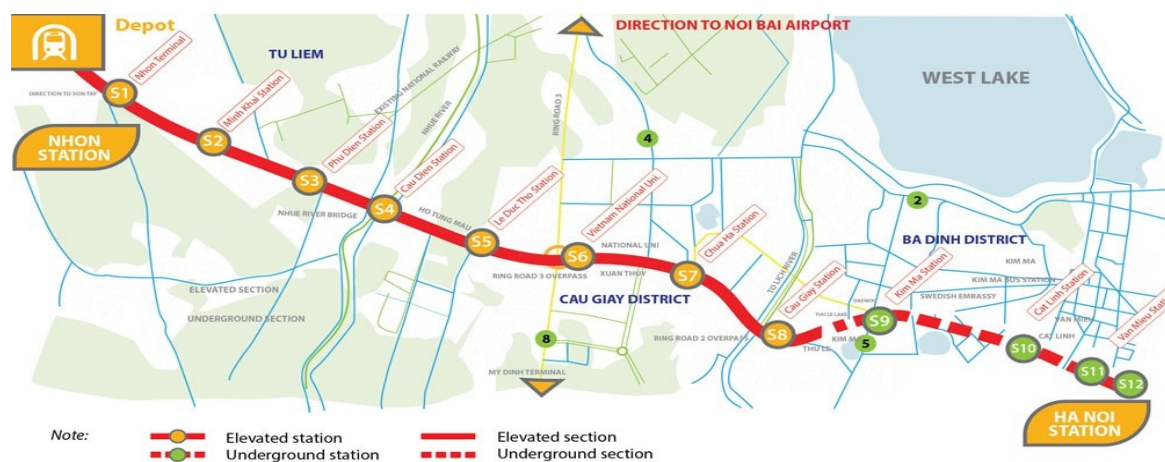 Depot
DIRECTION TO NOI BAI AIRPORT
TU LIEM
WEST LAKE
Nhon Terminal
S1
DIRECTION TO SON TAY
NHON
STATION
Minh Khai Station
S2
EXISTING NATIONAL RAILWAY
NHUE RIVER
Phu Dien Station
S3
Cau Dien Station
S4
NHUE RIVER BRIDGE
HO TUNG MAU
Le Duc Tho Station
S5
RING ROAD 3
4
2
Vietnam National Uni.
S6
NATIONAL UNI
XUAN THUY
RING ROAD 3 OVERPASS
Chua Ha Station
S7
CAU GIAY DISTRICT
TO LICH RIVER
Cau Giay Station
S8
RING ROAD 2 OVERPASS
THU LE
BA DINH DISTRICT
Kim Ma Station
S9
DAEWOO
THU LE LAKE
KIM MA
5
KIM MA
KIM MA BUS STATION
SWEDISH EMBASSY
Cat Linh Station
S10
VAN MIEU
CAT LINH
Van Mieu Stat
S11
S12
ELEVATED SECTION
UNDERGROUND SECTION
8
MY DINH TERMINAL
HA NOI
STATION
Note:
Elevated station
Underground station
Elevated section
Underground section